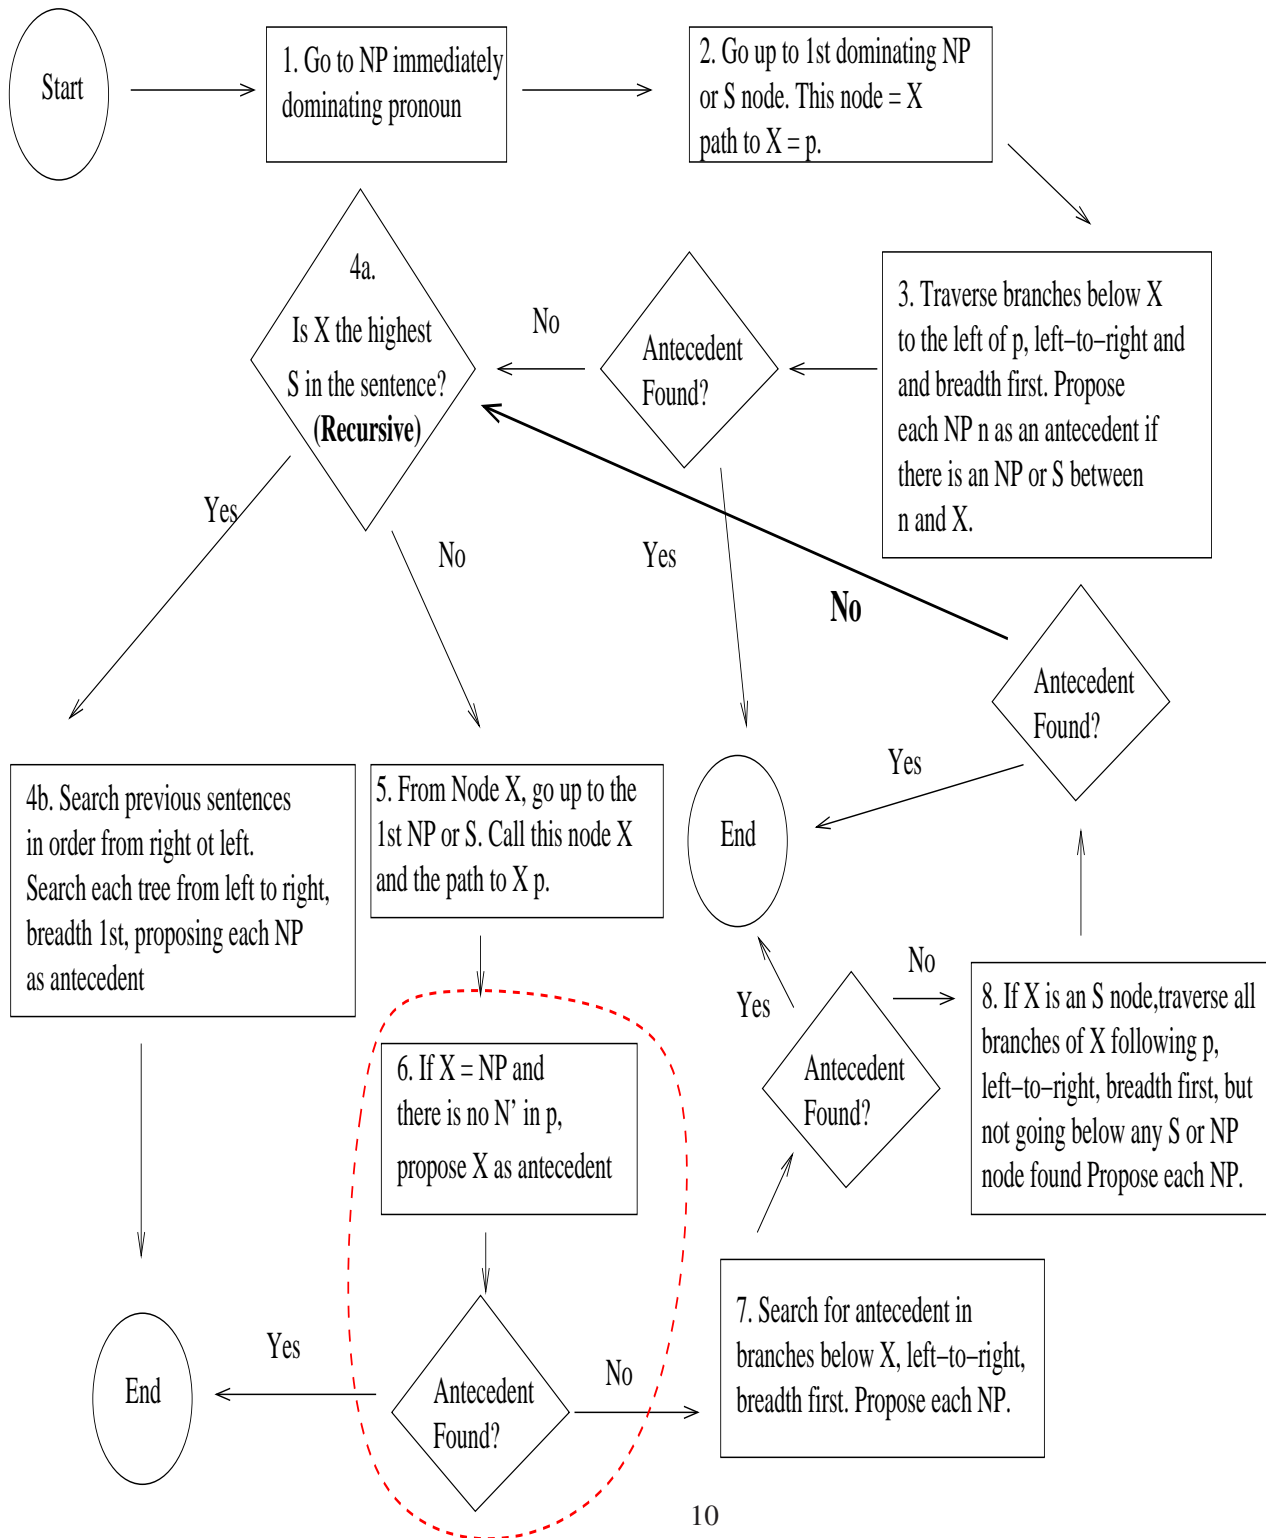 Start
1. Go to NP immediately
dominating pronoun
2. Go up to 1st dominating NP
or S node. This node = X
path to X = p.
3. Traverse branches below X
to the left of p, left−to−right and
and breadth first. Propose
each NP n as an antecedent if
there is an NP or S between
n and X.
Antecedent
Found?
No
Yes
4a.
Is X the highest
S in the sentence?
(Recursive)
Yes
No
4b. Search previous sentences
in order from right ot left.
Search each tree from left to right,
breadth 1st, proposing each NP
as antecedent
5. From Node X, go up to the
1st NP or S. Call this node X
and the path to X p.
6. If X = NP and
there is no N' in p,
propose X as antecedent
Antecedent
Found?
Yes
End
No
7. Search for antecedent in
branches below X, left−to−right,
breadth first. Propose each NP.
Antecedent
Found?
Yes
End
No
8. If X is an S node,traverse all
branches of X following p,
left−to−right, breadth first, but
not going below any S or NP
node found Propose each NP.
Antecedent
Found?
Yes
No
10